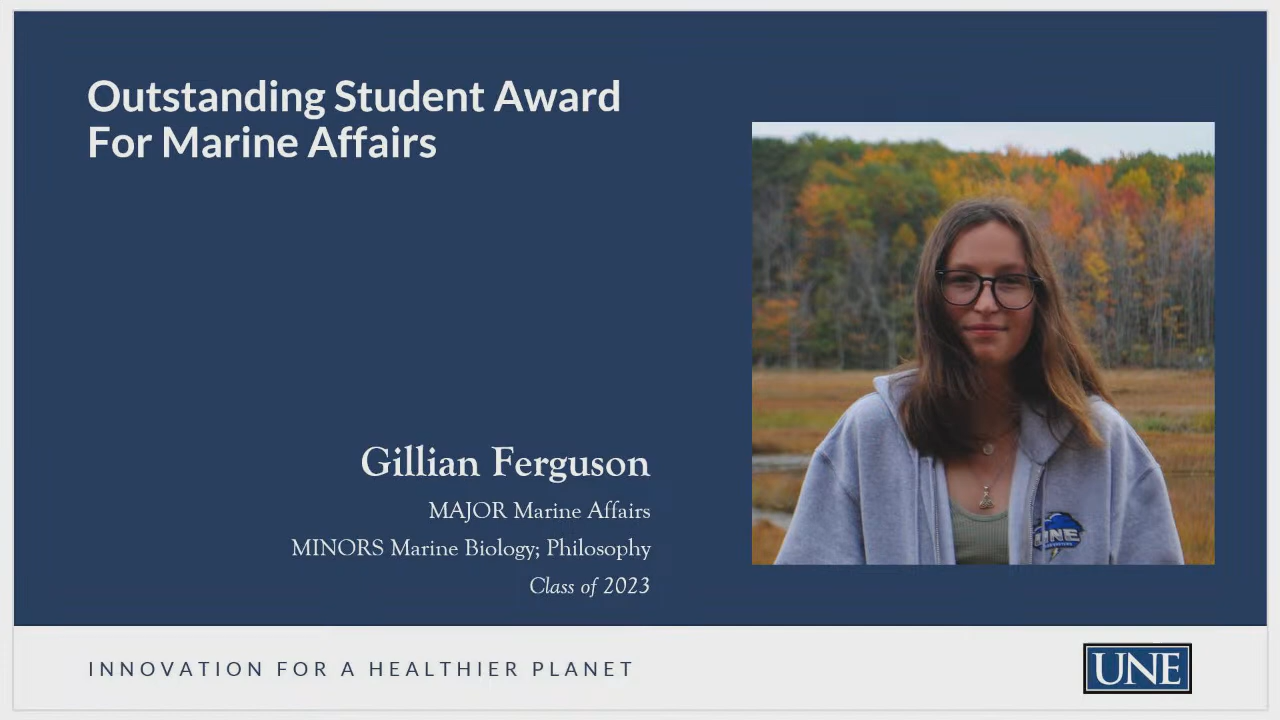 Outstanding Student Award
For Marine Affairs
Gillian Ferguson
MAJOR Marine Affairs
MINORS Marine Biology; Philosophy
Class of 2023
UNE
INNOVATION FOR A HEALTHIER PLANET
UNE